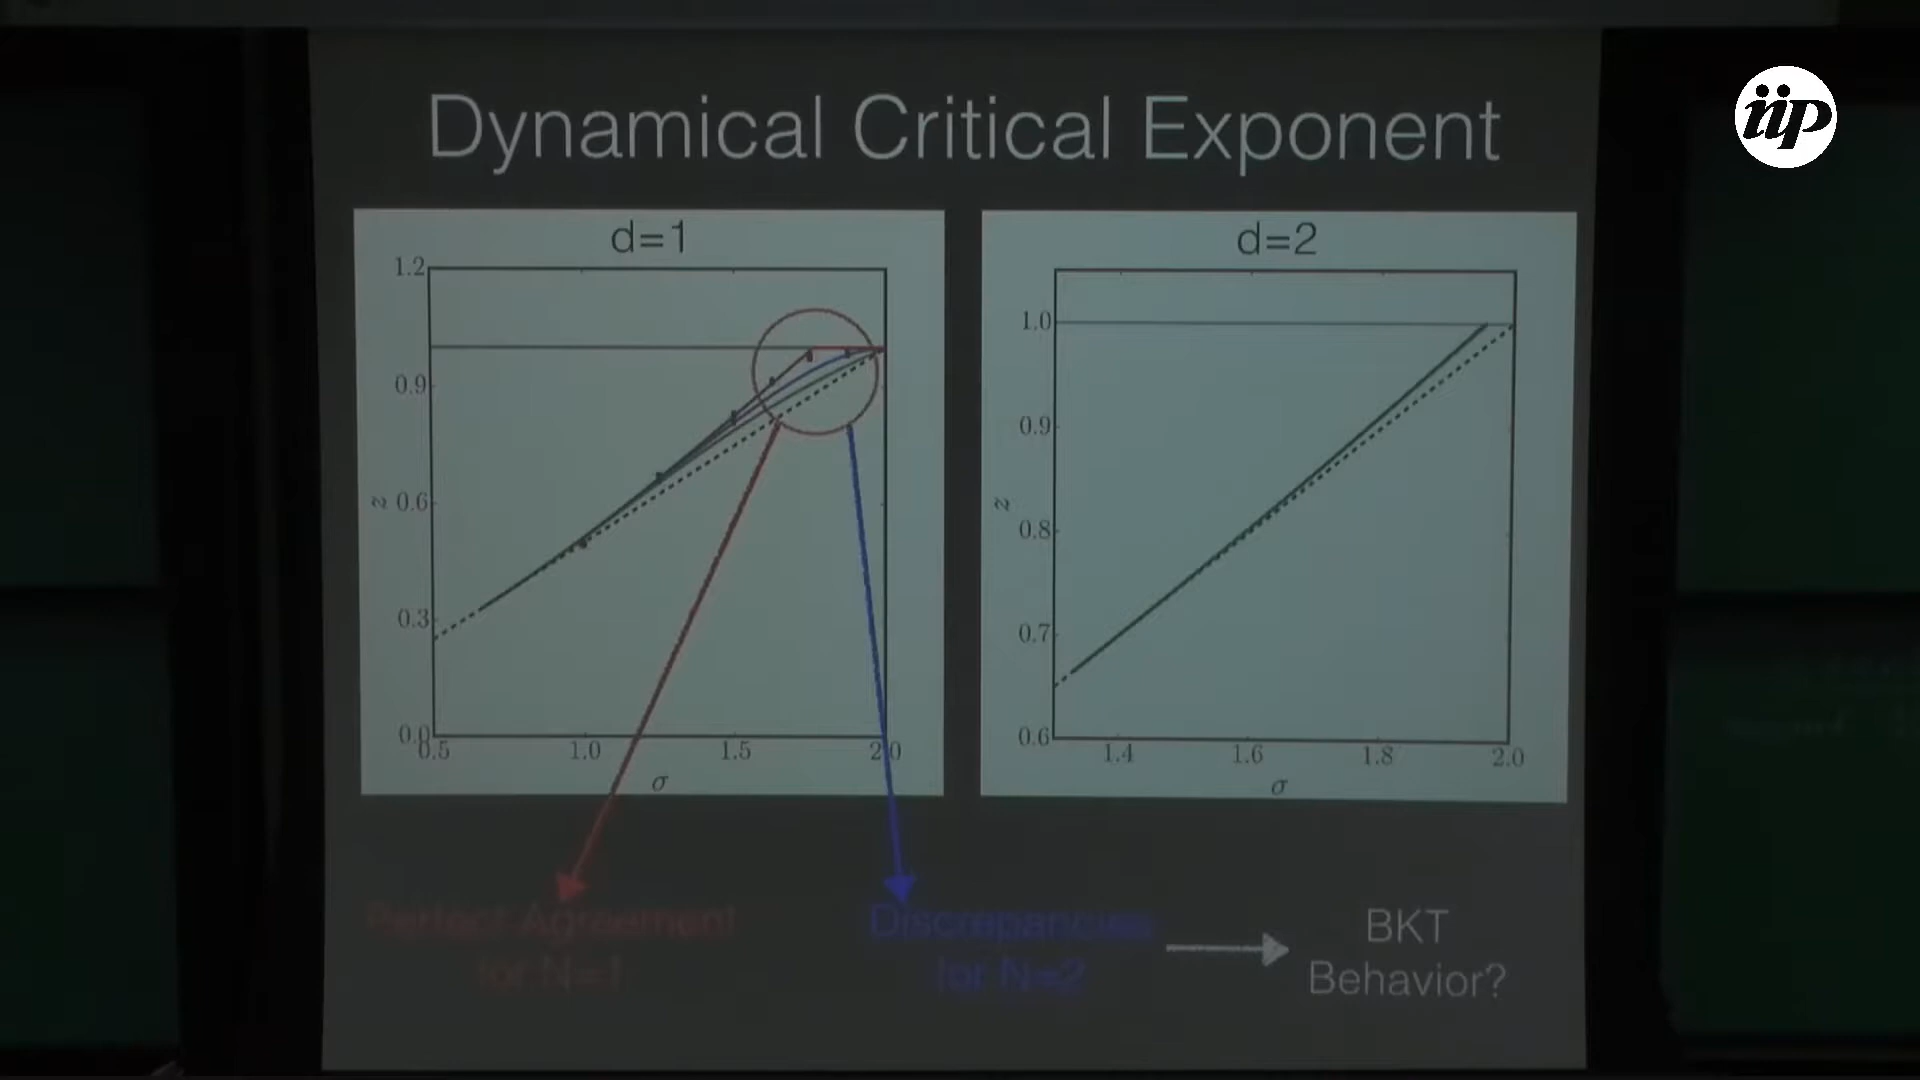 iip
Dynamical Critical Exponent
d=1
1.2
0.9
z
0.6
0.3
0.0
0.5
1.0
1.5
2.0
σ
d=2
1.0
0.9
z
0.8
0.7
0.6
1.4
1.6
1.8
2.0
σ
Perfect Agreement
for N=1
Discrepancies
for N=2
BKT
Behavior?